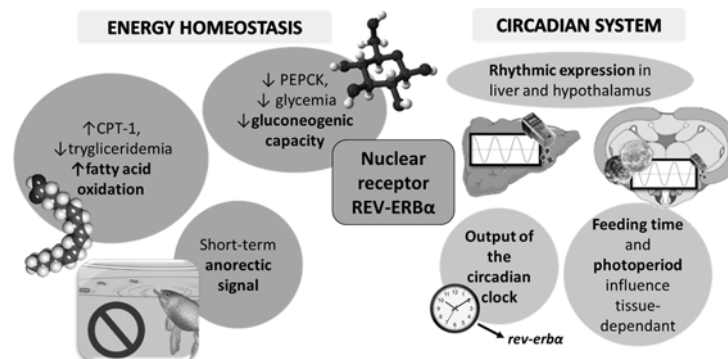 ENERGY HOMEOSTASIS
CIRCADIAN SYSTEM
↓ PEPCK,
↓ glycemia
↓gluconeogenic
capacity
↑CPT-1,
↓trygliceridemia
↑fatty acid
oxidation
Short-term
anorectic
signal
Nuclear
receptor
REV-ERBα
Rhythmic expression in
liver and hypothalamus
Output of
the
circadian
clock
rev-erbα
Feeding time
and
photoperiod
influence
tissue-
dependant